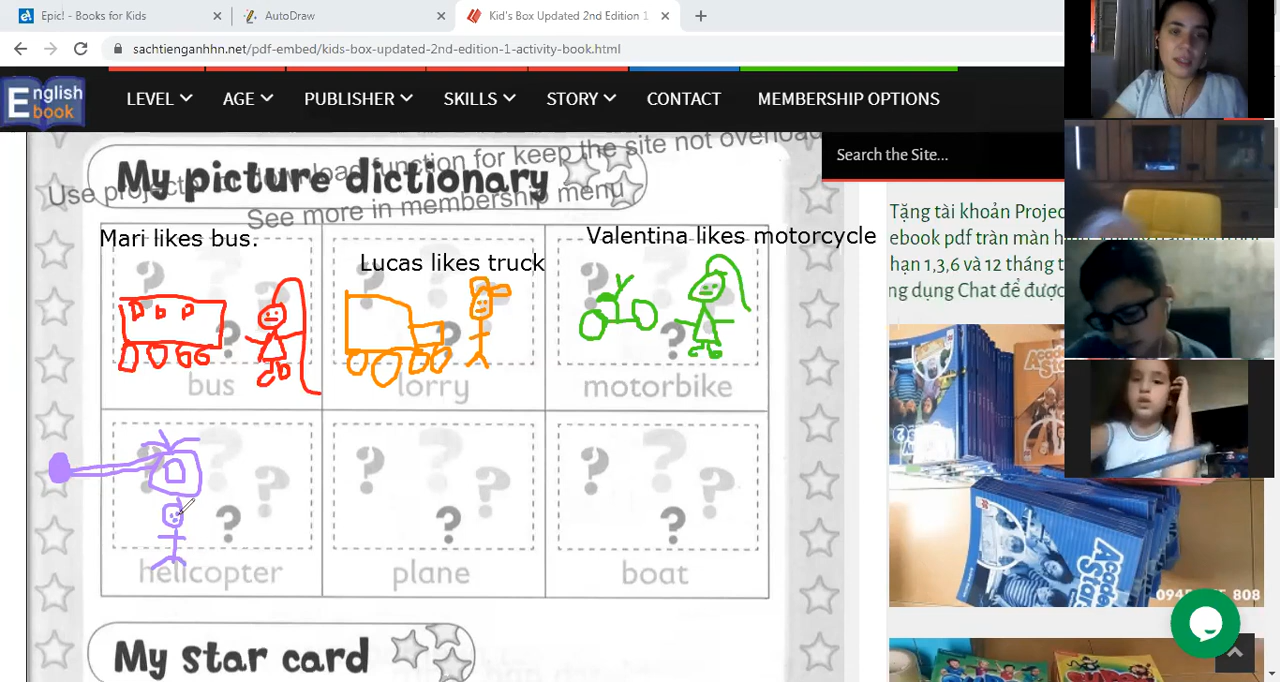 Epic! - Books for Kids
AutoDraw
Kid's Box Updated 2nd Edition 1
sachtienganhhn.net/pdf-embed/kids-box-updated-2nd-edition-1-activity-book.html
English
Book
LEVEL AGE PUBLISHER SKILLS STORY CONTACT MEMBERSHIP OPTIONS
Search the Site...
My picture dictionary
function for keep the site not overload
Use project
See more in membership menu
Mari likes bus.
Lucas likes truck
Valentina likes motorcycle
bus lorry motorbike
helicopter plane boat
My star card
Tặng tài khoản Projec
ebook pdf tràn màn h
hạn 1,3,6 và 12 tháng t
ng dụng Chat để được
Academy
Stars